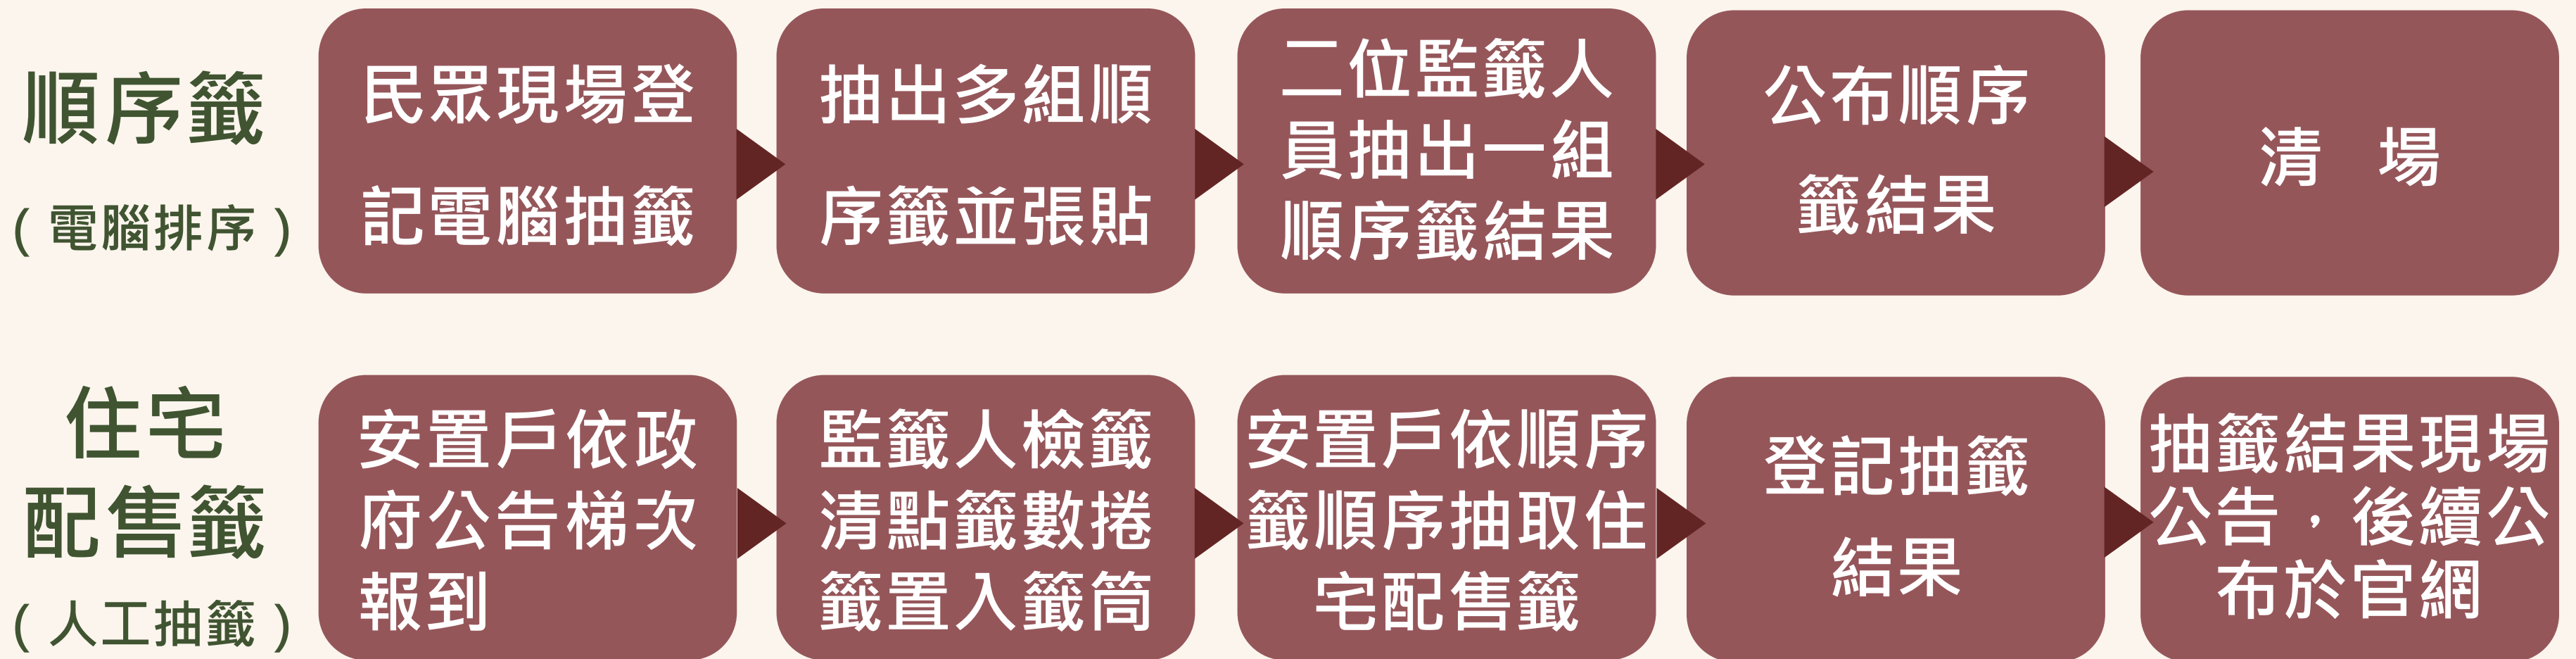 順序籤
(電腦排序)
民眾現場登
記電腦抽籤
抽出多組順
序籤並張貼
二位監籤人
員抽出一組
順序籤結果
公布順序
籤結果
清　場
住宅
配售籤
(人工抽籤)
安置戶依政
府公告梯次
報到
監籤人檢籤
清點籤數捲
籤置入籤筒
安置戶依順序
籤順序抽取住
宅配售籤
登記抽籤
結果
抽籤結果現場
公告，後續公
布於官網